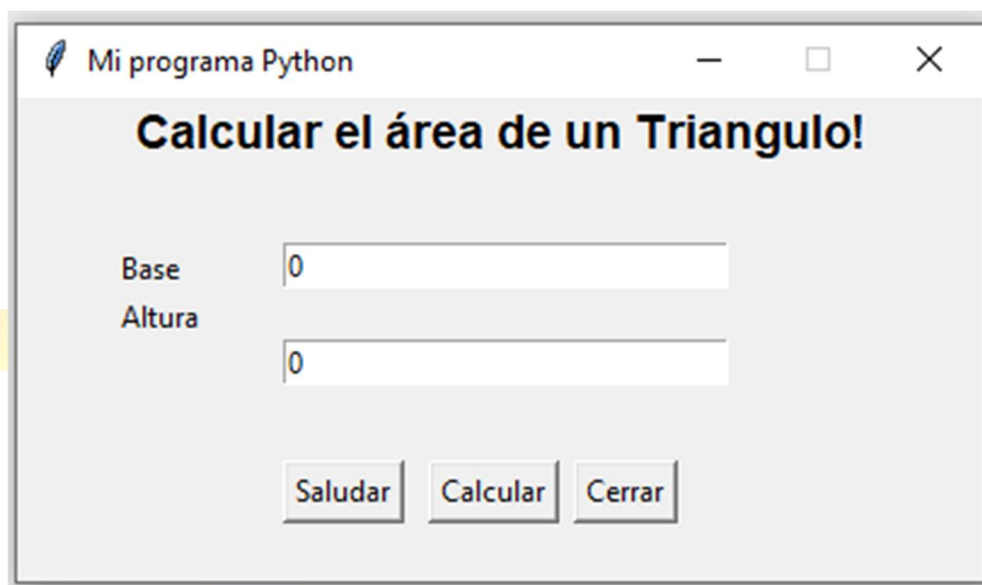 Mi programa Python
Calcular el área de un Triangulo!
Base 0
Altura
0
Saludar Calcular Cerrar